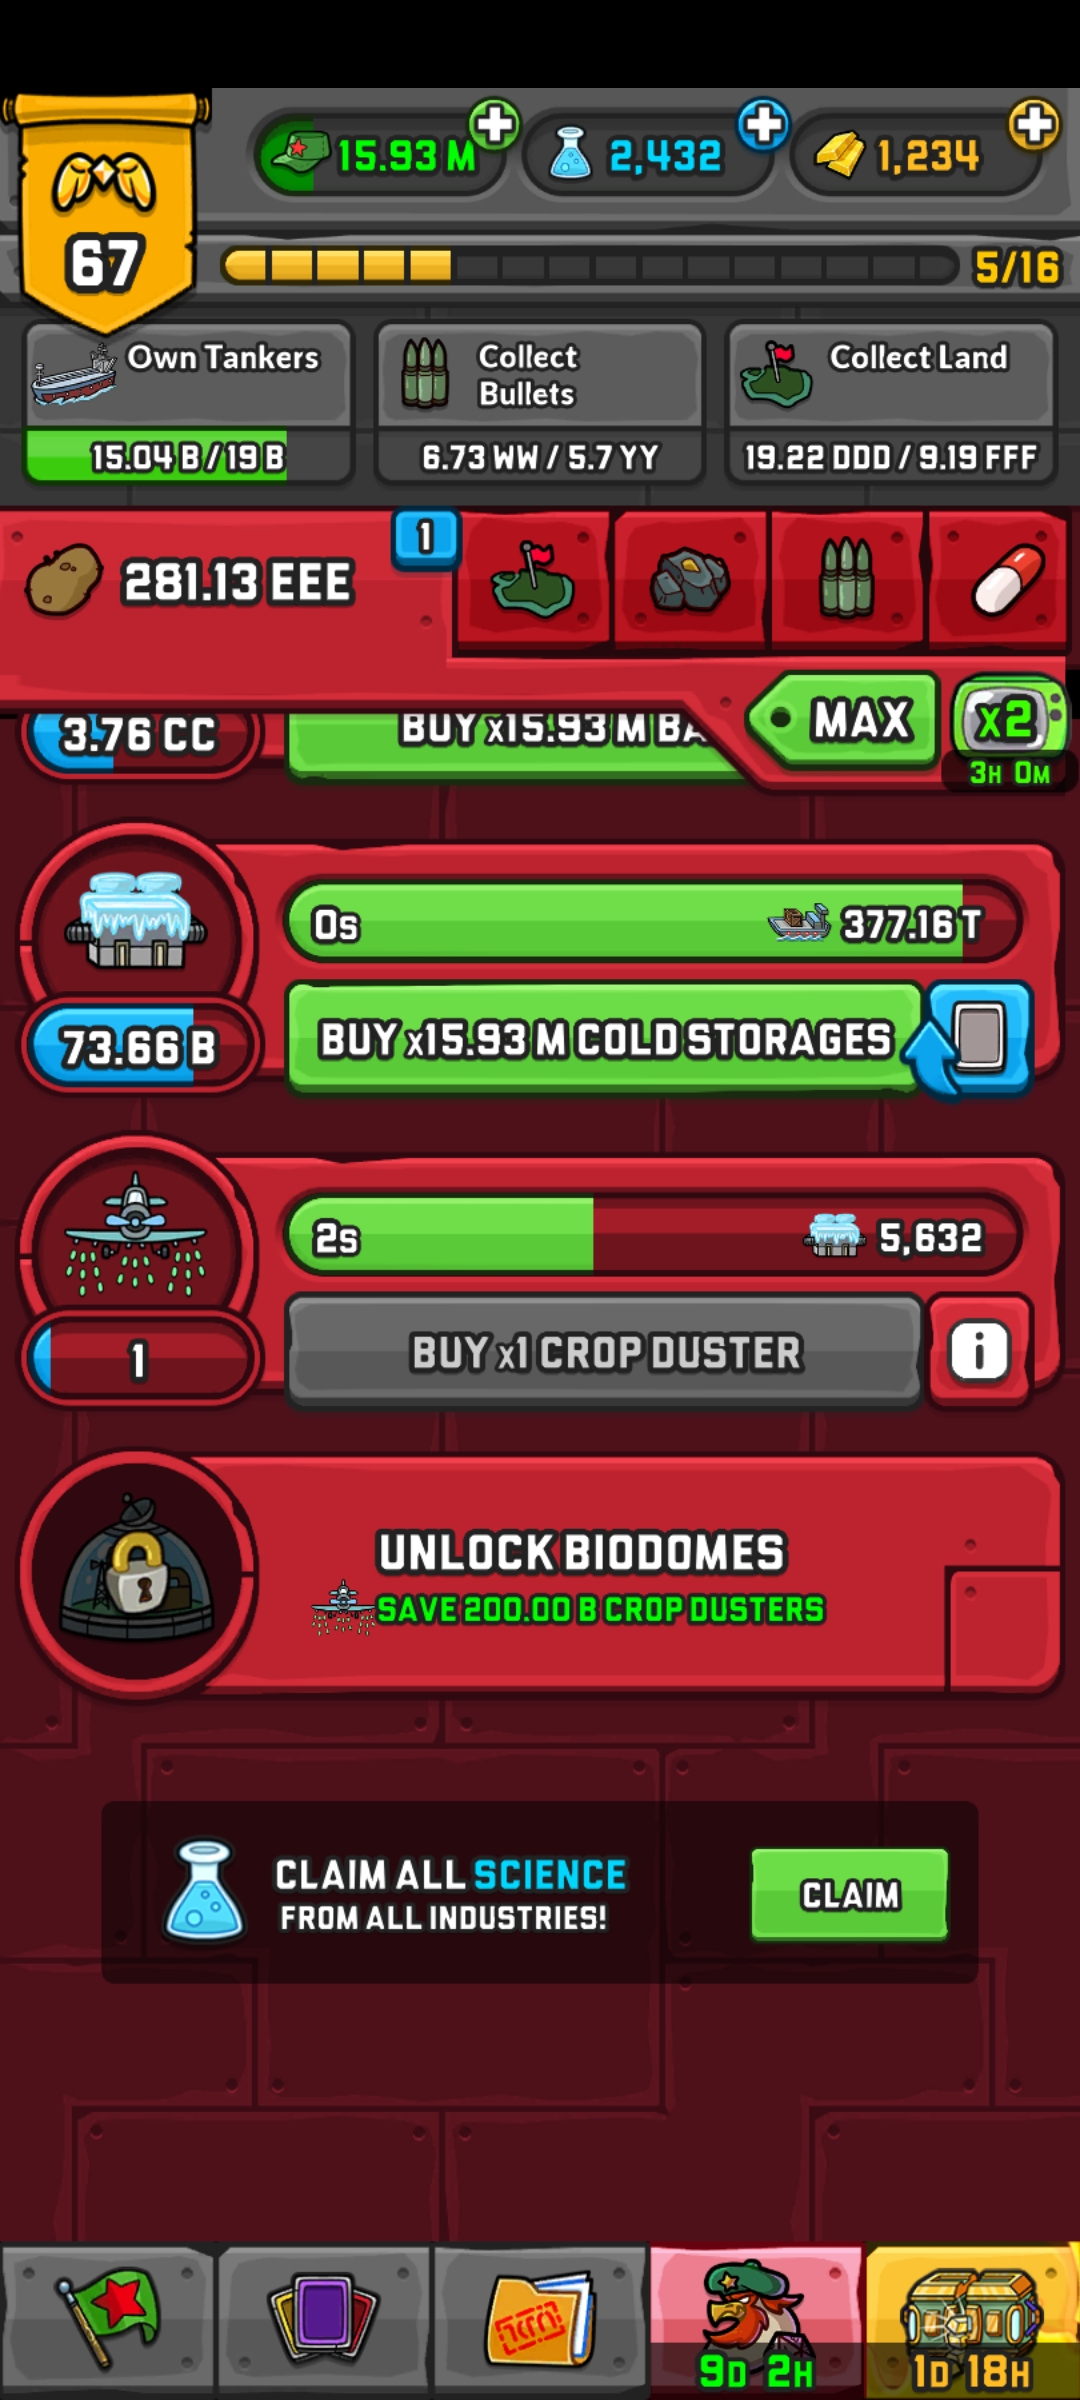 15.93 M
2,432
1,234
67
5/16
Own Tankers
15.04 B / 19 B
Collect
Bullets
6.73 WW / 5.7 YY
Collect Land
19.22 DDD / 9.19 FFF
281.13 EEE
1
3.76 CC
BUY x15.93 M BA
MAX
x2
3H 0M
0s
377.16 T
73.66 B
BUY x15.93 M COLD STORAGES
2s
5,632
1
BUY x1 CROP DUSTER
i
UNLOCK BIODOMES
SAVE 200.00 B CROP DUSTERS
CLAIM ALL SCIENCE
FROM ALL INDUSTRIES!
CLAIM
9D 2H
1D 18H